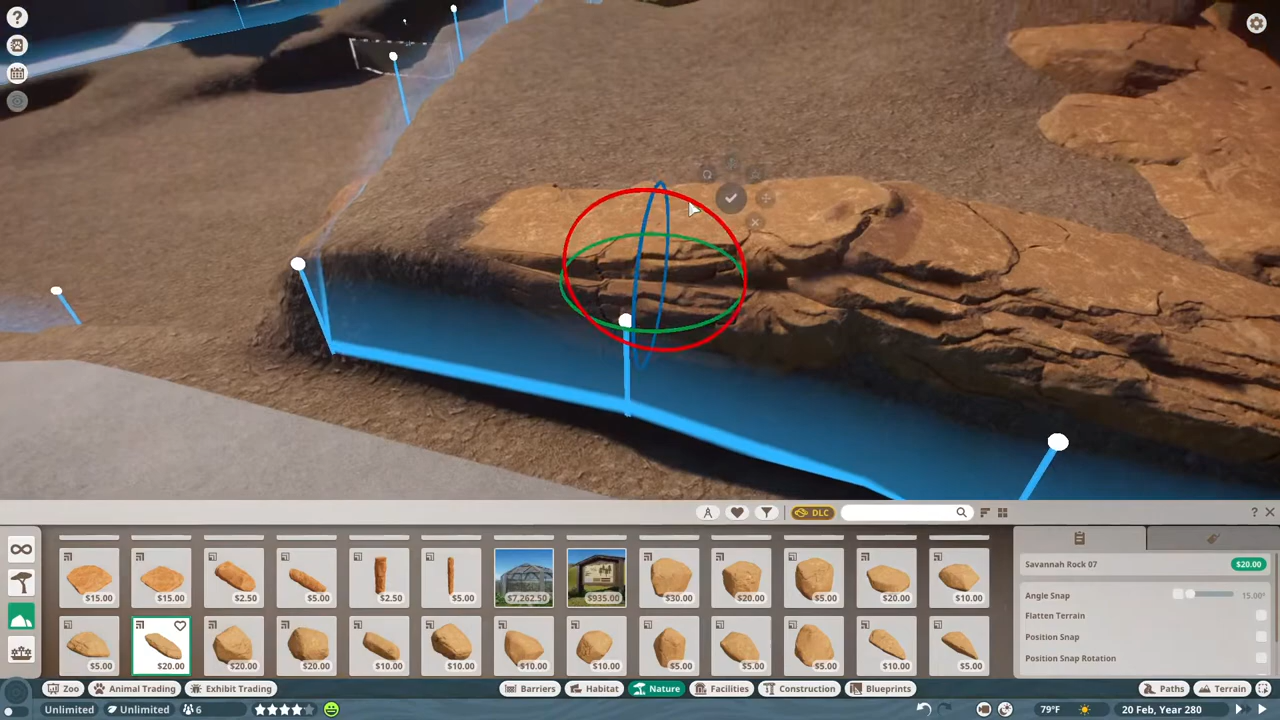 DLC
?
$15.00 $15.00 $2.50 $5.00 $2.50 $5.00 $7,262.50 $935.00 $30.00 $20.00 $5.00 $20.00 $10.00
$5.00 $20.00 $20.00 $20.00 $10.00 $10.00 $10.00 $10.00 $5.00 $5.00 $5.00 $10.00 $5.00
Savannah Rock 07 $20.00
Angle Snap 15.00°
Flatten Terrain
Position Snap
Position Snap Rotation
Zoo Animal Trading Exhibit Trading Barriers Habitat Nature Facilities Construction Blueprints Paths Terrain
Unlimited Unlimited 6 79°F 20 Feb, Year 280